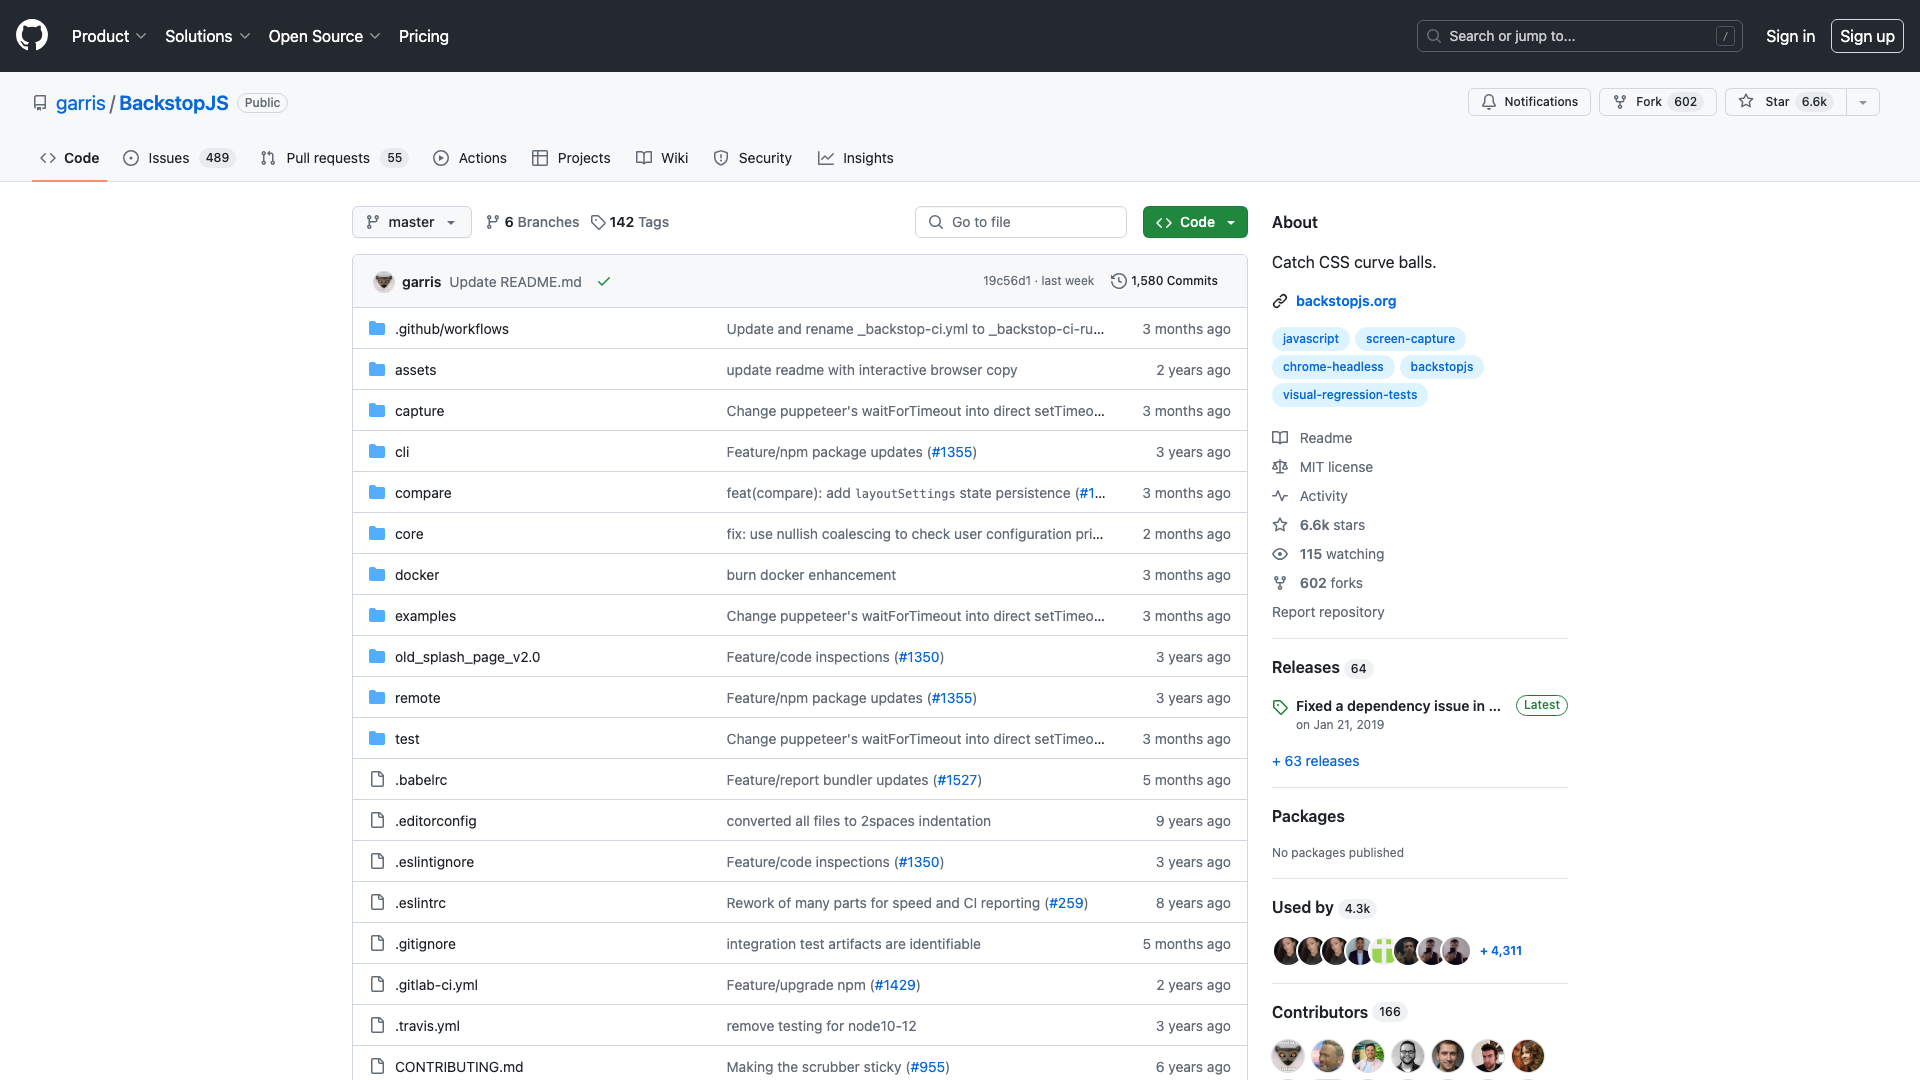 Product Solutions Open Source Pricing Search or jump to... / Sign in Sign up
garris / BackstopJS Public Notifications Fork 602 Star 6.6k
Code Issues 489 Pull requests 55 Actions Projects Wiki Security Insights
master 6 Branches 142 Tags Go to file Code
garris Update README.md 19c56d1 · last week 1,580 Commits
.github/workflows Update and rename _backstop-ci.yml to _backstop-ci-ru... 3 months ago
assets update readme with interactive browser copy 2 years ago
capture Change puppeteer's waitForTimeout into direct setTimeo... 3 months ago
cli Feature/npm package updates (#1355) 3 years ago
compare feat(compare): add layoutSettings state persistence (#1... 3 months ago
core fix: use nullish coalescing to check user configuration pri... 2 months ago
docker burn docker enhancement 3 months ago
examples Change puppeteer's waitForTimeout into direct setTimeo... 3 months ago
old_splash_page_v2.0 Feature/code inspections (#1350) 3 years ago
remote Feature/npm package updates (#1355) 3 years ago
test Change puppeteer's waitForTimeout into direct setTimeo... 3 months ago
.babelrc Feature/report bundler updates (#1527) 5 months ago
.editorconfig converted all files to 2spaces indentation 9 years ago
.eslintignore Feature/code inspections (#1350) 3 years ago
.eslintrc Rework of many parts for speed and CI reporting (#259) 8 years ago
.gitignore integration test artifacts are identifiable 5 months ago
.gitlab-ci.yml Feature/upgrade npm (#1429) 2 years ago
.travis.yml remove testing for node10-12 3 years ago
CONTRIBUTING.md Making the scrubber sticky (#955) 6 years ago
About
Catch CSS curve balls.
backstopjs.org
javascript screen-capture
chrome-headless backstopjs
visual-regression-tests
Readme
MIT license
Activity
6.6k stars
115 watching
602 forks
Report repository
Releases 64
Fixed a dependency issue in ... Latest
on Jan 21, 2019
+ 63 releases
Packages
No packages published
Used by 4.3k
+ 4,311
Contributors 166